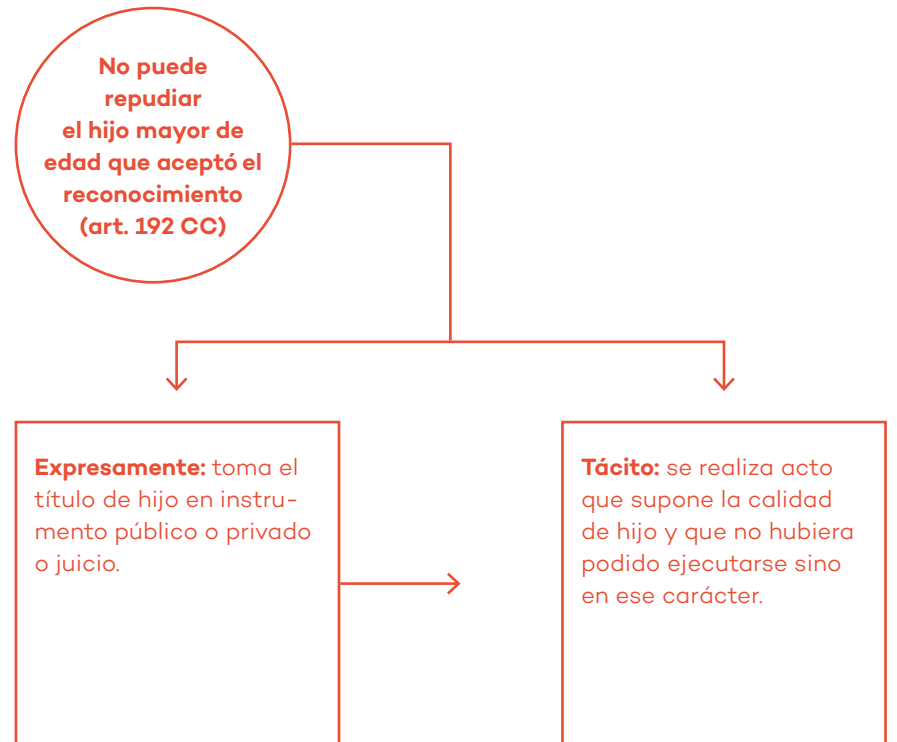 No puede
repudiar
el hijo mayor de
edad que aceptó el
reconocimiento
(art. 192 CC)
Expresamente: toma el
título de hijo en instru-
mento público o privado
o juicio.
Tácito: se realiza acto
que supone la calidad
de hijo y que no hubiera
podido ejecutarse sino
en ese carácter.